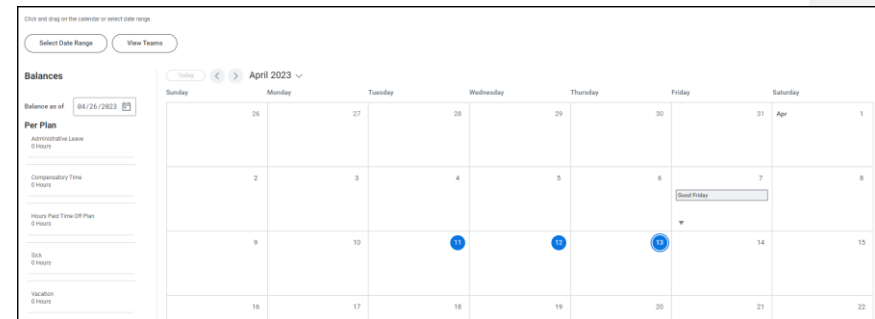 Click and drag on the calendar or select date range.
Select Date Range View Teams
Balances
Today April 2023
Balance as of 04/26/2023
Per Plan
Administrative Leave
0 Hours
Compensatory Time
0 Hours
Hours Paid Time Off Plan
0 Hours
Sick
0 Hours
Vacation
0 Hours
Sunday Monday Tuesday Wednesday Thursday Friday Saturday
26 27 28 29 30 31 Apr 1
2 3 4 5 6 7 8
Good Friday
9 10 11 12 13 14 15
16 17 18 19 20 21 22